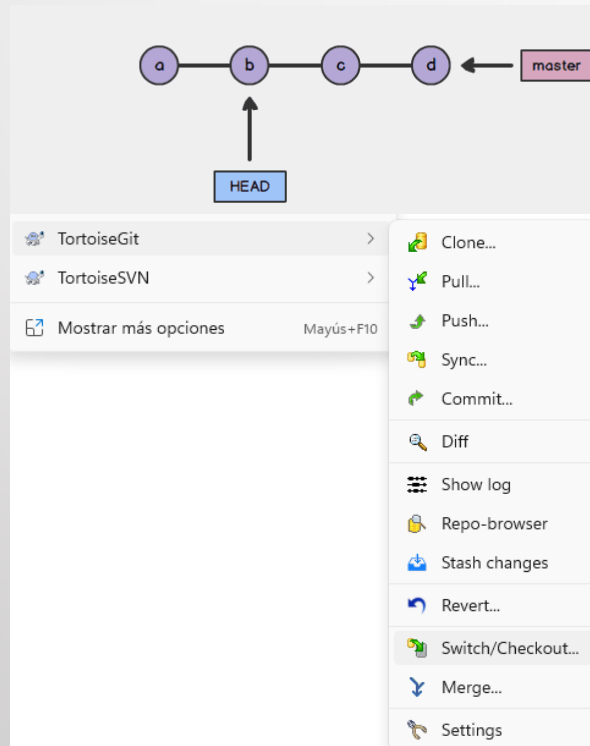 a b c d master
HEAD
TortoiseGit
TortoiseSVN
Mostrar más opciones Mayús+F10
Clone...
Pull...
Push...
Sync...
Commit...
Diff
Show log
Repo-browser
Stash changes
Revert...
Switch/Checkout...
Merge...
Settings